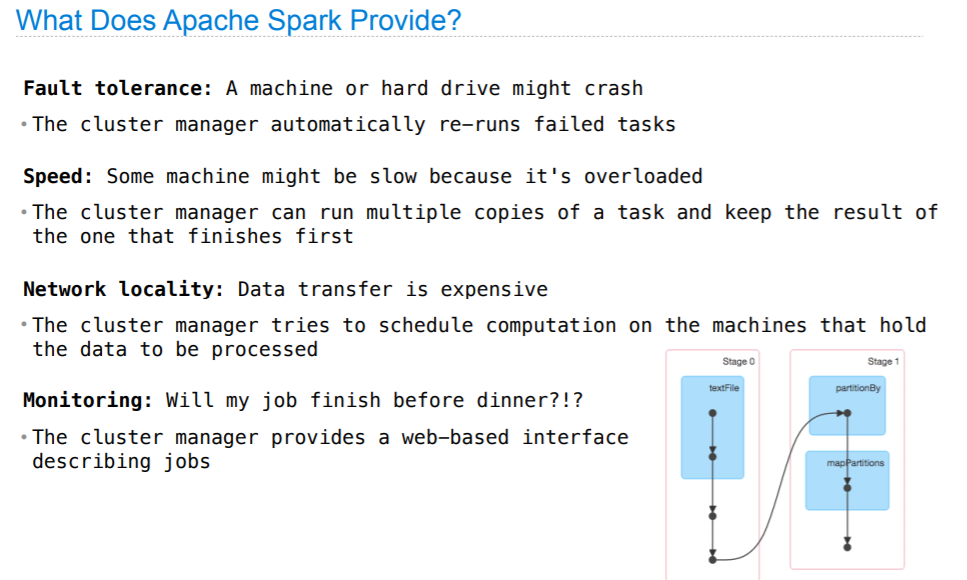 What Does Apache Spark Provide?
Fault tolerance: A machine or hard drive might crash
• The cluster manager automatically re-runs failed tasks
Speed: Some machine might be slow because it's overloaded
• The cluster manager can run multiple copies of a task and keep the result of
the one that finishes first
Network locality: Data transfer is expensive
• The cluster manager tries to schedule computation on the machines that hold
the data to be processed
Monitoring: Will my job finish before dinner?!?
• The cluster manager provides a web-based interface
describing jobs
Stage 0
textFile
Stage 1
partitionBy
mapPartitions